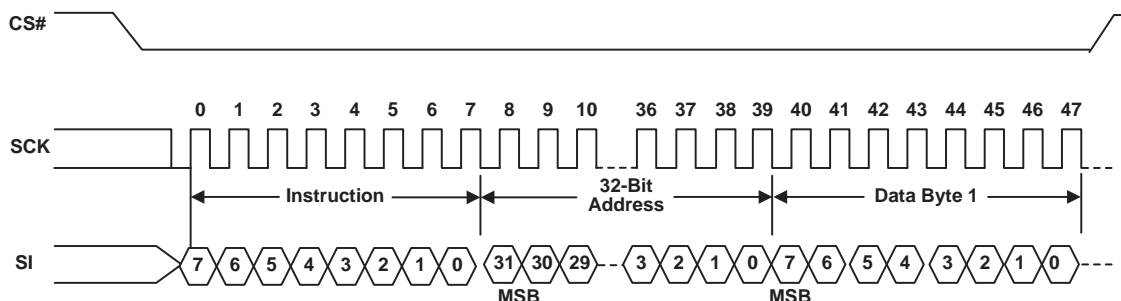 CS#
0 1 2 3 4 5 6 7 8 9 10 36 37 38 39 40 41 42 43 44 45 46 47
SCK
Instruction
32-Bit
Address
Data Byte 1
SI
7 6 5 4 3 2 1 0 31 30 29 3 2 1 0 7 6 5 4 3 2 1 0
MSB MSB